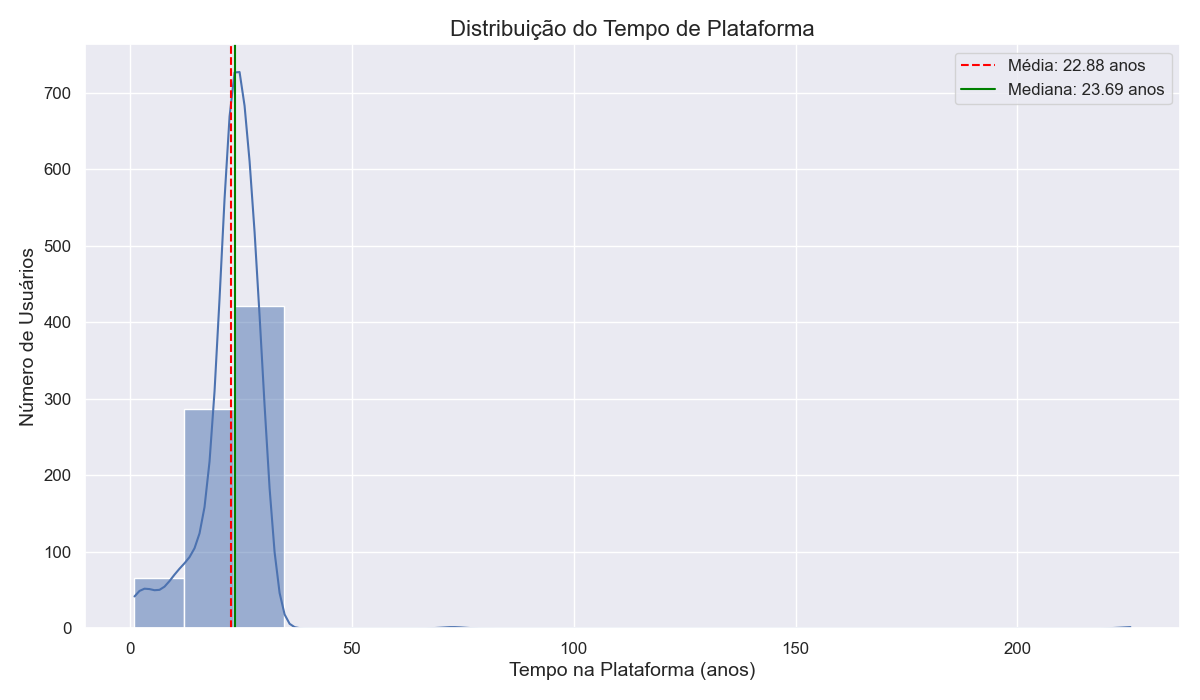 Distribuição do Tempo de Plataforma
Média: 22.88 anos
Mediana: 23.69 anos
Número de Usuários
700
600
500
400
300
200
100
0
0 50 100 150 200
Tempo na Plataforma (anos)